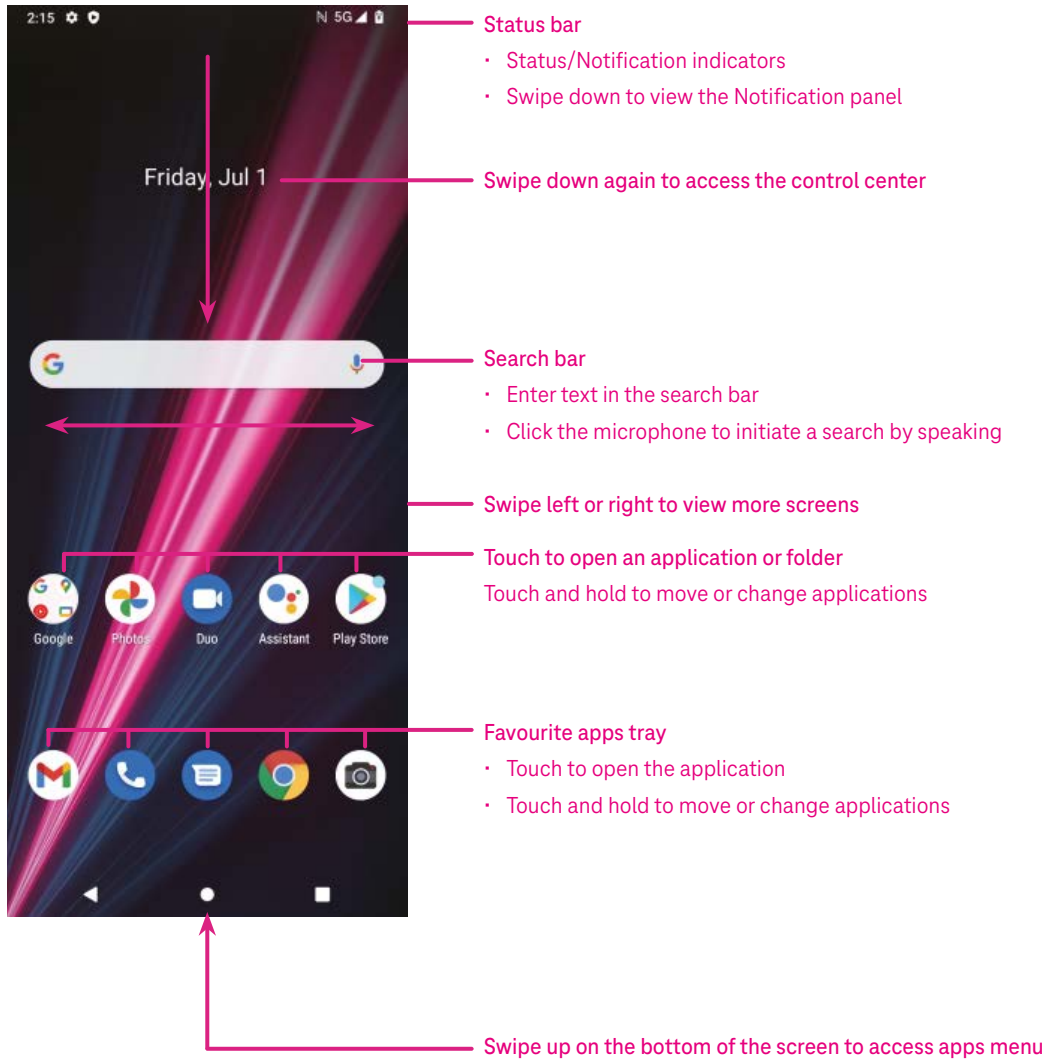 2:15 N 5G
Status bar
· Status/Notification indicators
· Swipe down to view the Notification panel
Friday, Jul 1
Swipe down again to access the control center
G
Search bar
· Enter text in the search bar
· Click the microphone to initiate a search by speaking
Swipe left or right to view more screens
Touch to open an application or folder
Touch and hold to move or change applications
Google Photos Duo Assistant Play Store
Favourite apps tray
· Touch to open the application
· Touch and hold to move or change applications
Swipe up on the bottom of the screen to access apps menu